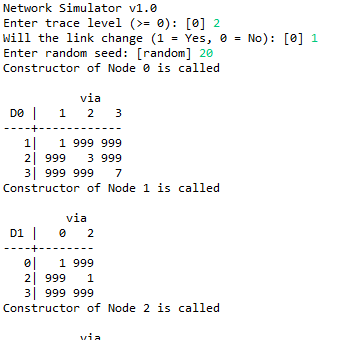 Network Simulator v1.0
Enter trace level (>= 0): [0] 2
Will the link change (1 = Yes, 0 = No): [0] 1
Enter random seed: [random] 20
Constructor of Node 0 is called
via
D0 | 1 2 3
----+------------
1| 1 999 999
2| 999 3 999
3| 999 999 7
Constructor of Node 1 is called
via
D1 | 0 2
----+--------
0| 1 999
2| 999 1
3| 999 999
Constructor of Node 2 is called
via